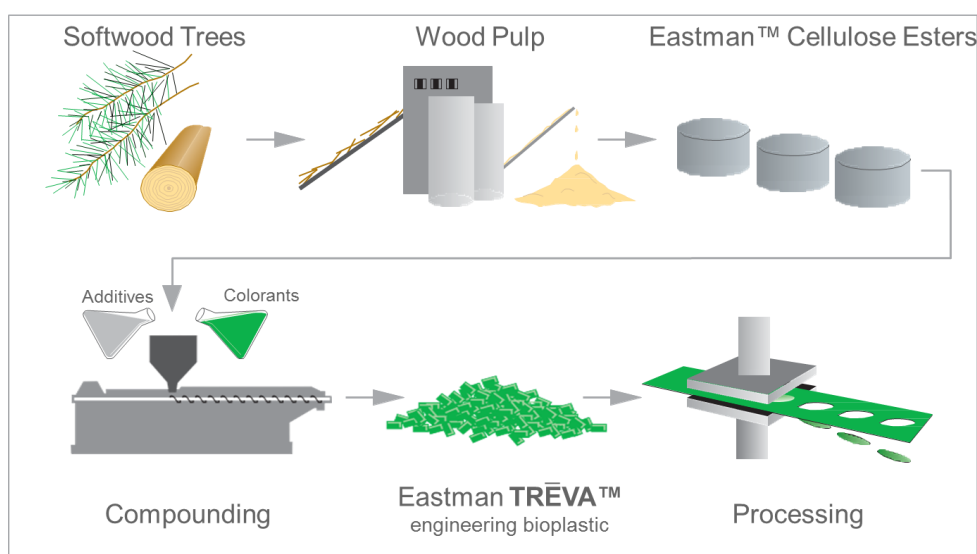 Softwood Trees
Wood Pulp
Eastman™ Cellulose Esters
Additives
Colorants
Compounding
Eastman TRĒVA™
engineering bioplastic
Processing